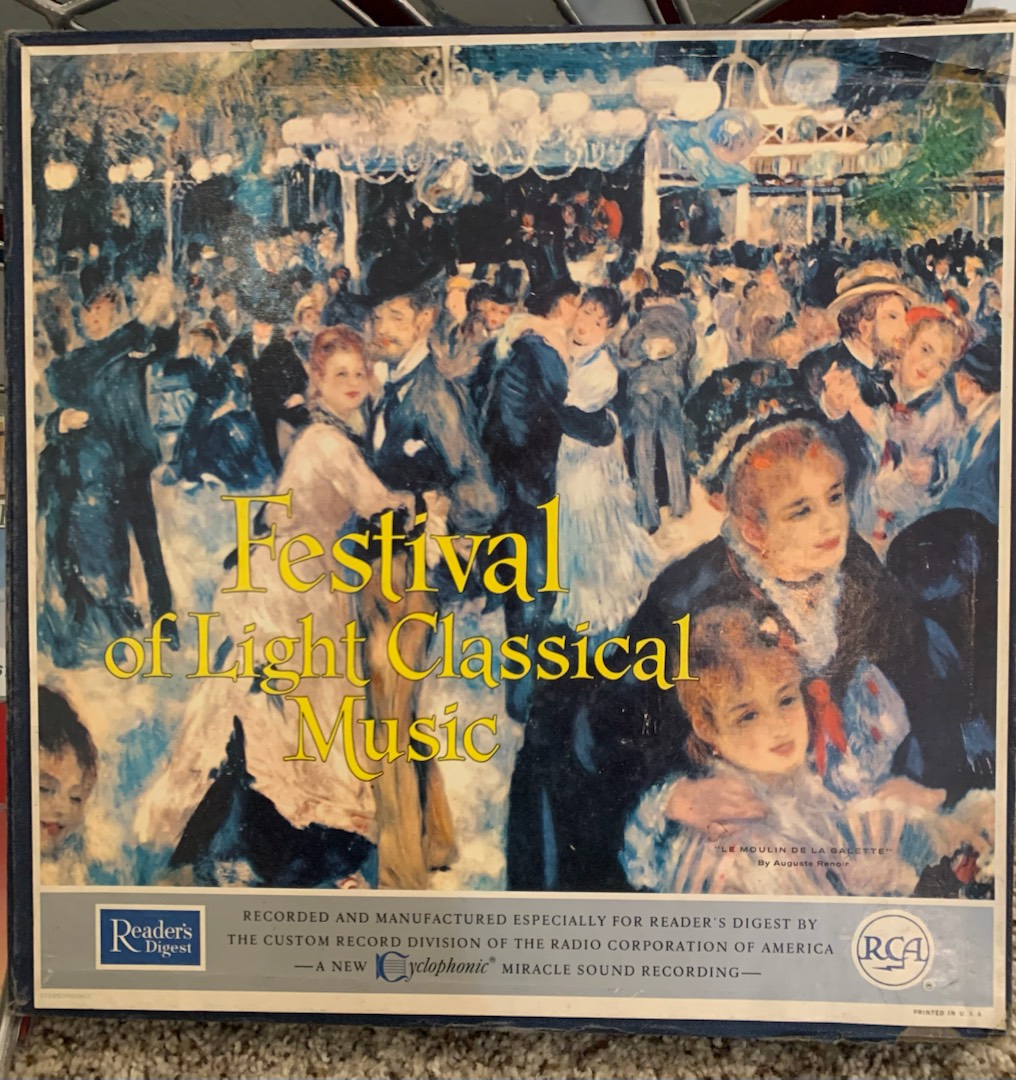 Festival
of Light Classical
Music
"LE MOULIN DE LA GALETTE"
By Auguste Renoir
Reader's
Digest
RECORDED AND MANUFACTURED ESPECIALLY FOR READER'S DIGEST BY
THE CUSTOM RECORD DIVISION OF THE RADIO CORPORATION OF AMERICA
—A NEW Cyclophonic® MIRACLE SOUND RECORDING—
RCA
®
STEREOPHONIC
PRINTED IN U.S.A.